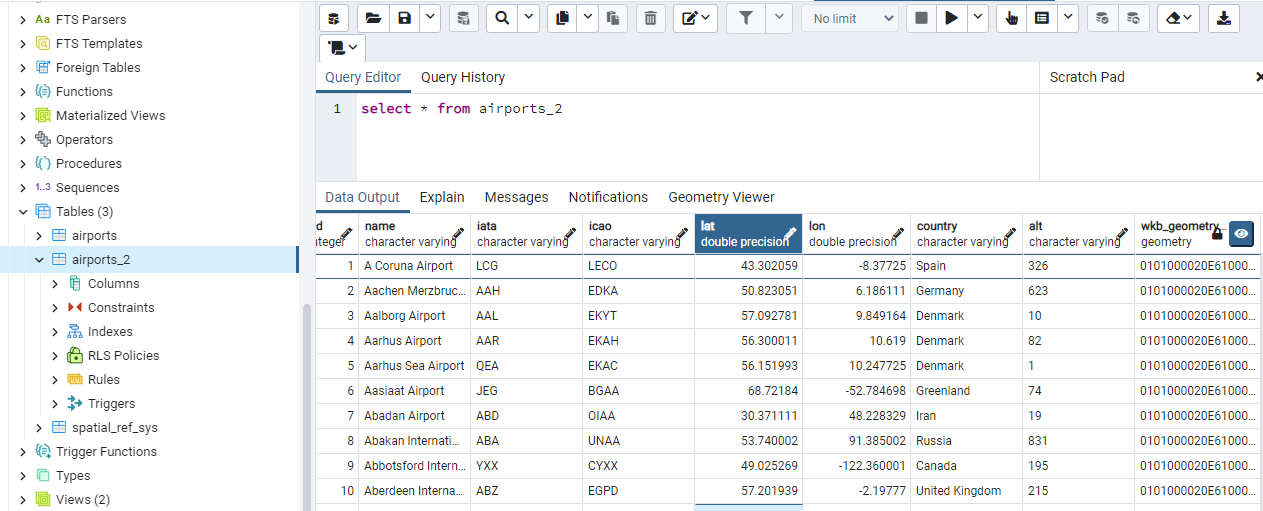 Aa FTS Parsers
FTS Templates
Foreign Tables
Functions
Materialized Views
Operators
Procedures
1..3 Sequences
Tables (3)
airports
airports_2
Columns
Constraints
Indexes
RLS Policies
Rules
Triggers
spatial_ref_sys
Trigger Functions
Types
Views (2)
No limit
Query Editor Query History
Scratch Pad
1 select * from airports_2
Data Output Explain Messages Notifications Geometry Viewer
d name iata icao lat lon country alt wkb_geometry...
nteger character varying character varying character varying double precision double precision character varying character varying geometry
1 A Coruna Airport LCG LECO 43.302059 -8.37725 Spain 326 0101000020E61000...
2 Aachen Merzbruc... AAH EDKA 50.823051 6.186111 Germany 623 0101000020E61000...
3 Aalborg Airport AAL EKYT 57.092781 9.849164 Denmark 10 0101000020E61000...
4 Aarhus Airport AAR EKAH 56.300011 10.619 Denmark 82 0101000020E61000...
5 Aarhus Sea Airport QEA EKAC 56.151993 10.247725 Denmark 1 0101000020E61000...
6 Aasiaat Airport JEG BGAA 68.72184 -52.784698 Greenland 74 0101000020E61000...
7 Abadan Airport ABD OIAA 30.371111 48.228329 Iran 19 0101000020E61000...
8 Abakan Internati... ABA UNAA 53.740002 91.385002 Russia 831 0101000020E61000...
9 Abbotsford Intern... YXX CYXX 49.025269 -122.360001 Canada 195 0101000020E61000...
10 Aberdeen Interna... ABZ EGPD 57.201939 -2.19777 United Kingdom 215 0101000020E61000...